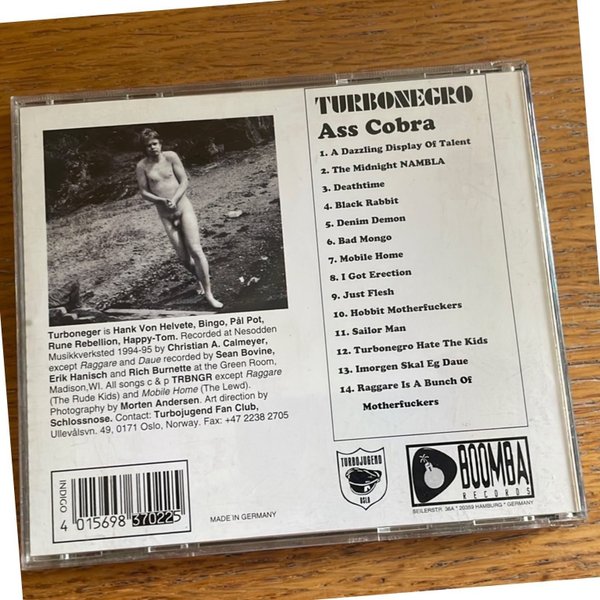 TURBONEGRO
Ass Cobra
1. A Dazzling Display Of Talent
2. The Midnight NAMBLA
3. Deathtime
4. Black Rabbit
5. Denim Demon
6. Bad Mongo
7. Mobile Home
8. I Got Erection
9. Just Flesh
10. Hobbit Motherfuckers
11. Sailor Man
12. Turbonegro Hate The Kids
13. Imorgen Skal Eg Daue
14. Raggare Is A Bunch Of
Motherfuckers
Turboneger is Hank Von Helvete, Bingo, Pål Pot,
Rune Rebellion, Happy-Tom. Recorded at Nesodden
Musikkverksted 1994-95 by Christian A. Calmeyer,
except Raggare and Daue recorded by Sean Bovine,
Erik Hanisch and Rich Burnette at the Green Room,
Madison,WI. All songs c & p TRBNGR except Raggare
(The Rude Kids) and Mobile Home (The Lewd).
Photography by Morten Andersen. Art direction by
Schlossnose. Contact: Turbojugend Fan Club,
Ullevålsvn. 49, 0171 Oslo, Norway. Fax: +47 2238 2705
INDIGO
4 015698 370225
MADE IN GERMANY
TURBOJUGEND
OSLO
BOOMBA
RECORDS
SEILERSTR. 36A * 20359 HAMBURG * GERMANY